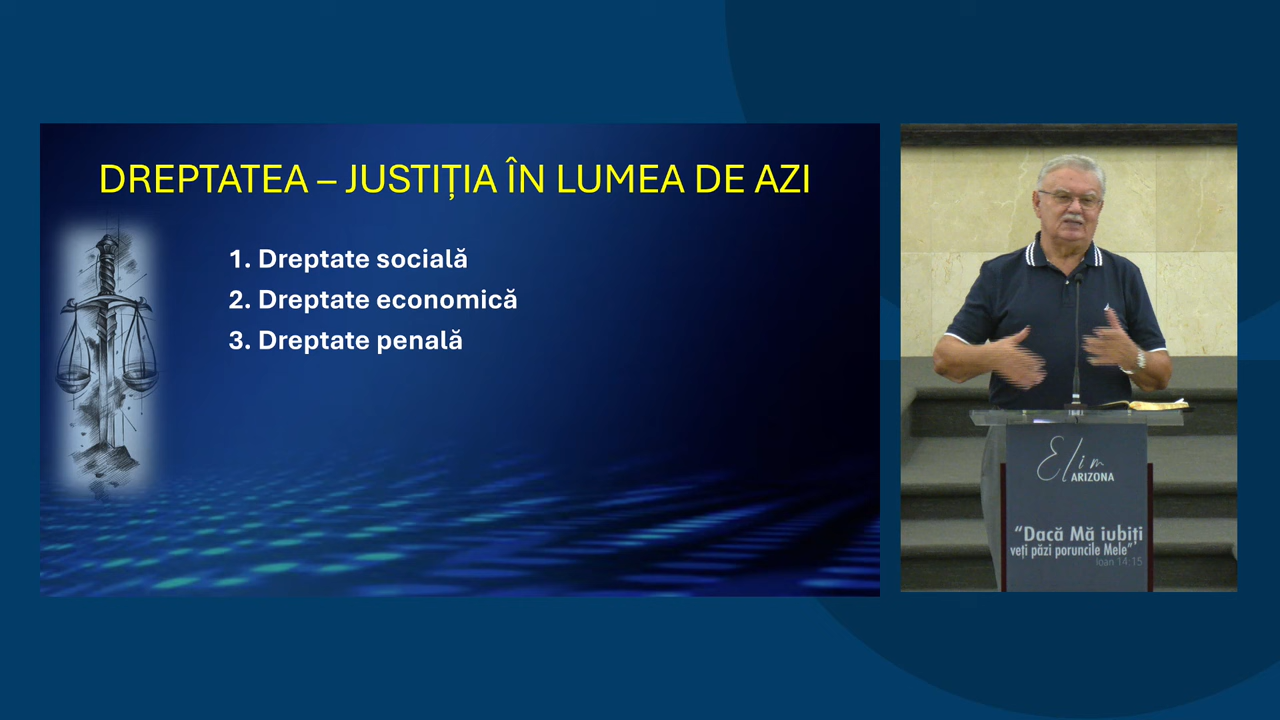 DREPTATEA – JUSTIȚIA ÎN LUMEA DE AZI
1. Dreptate socială
2. Dreptate economică
3. Dreptate penală
Elim
ARIZONA
“Dacă Mă iubiți
veți păzi poruncile Mele”
Ioan 14:15